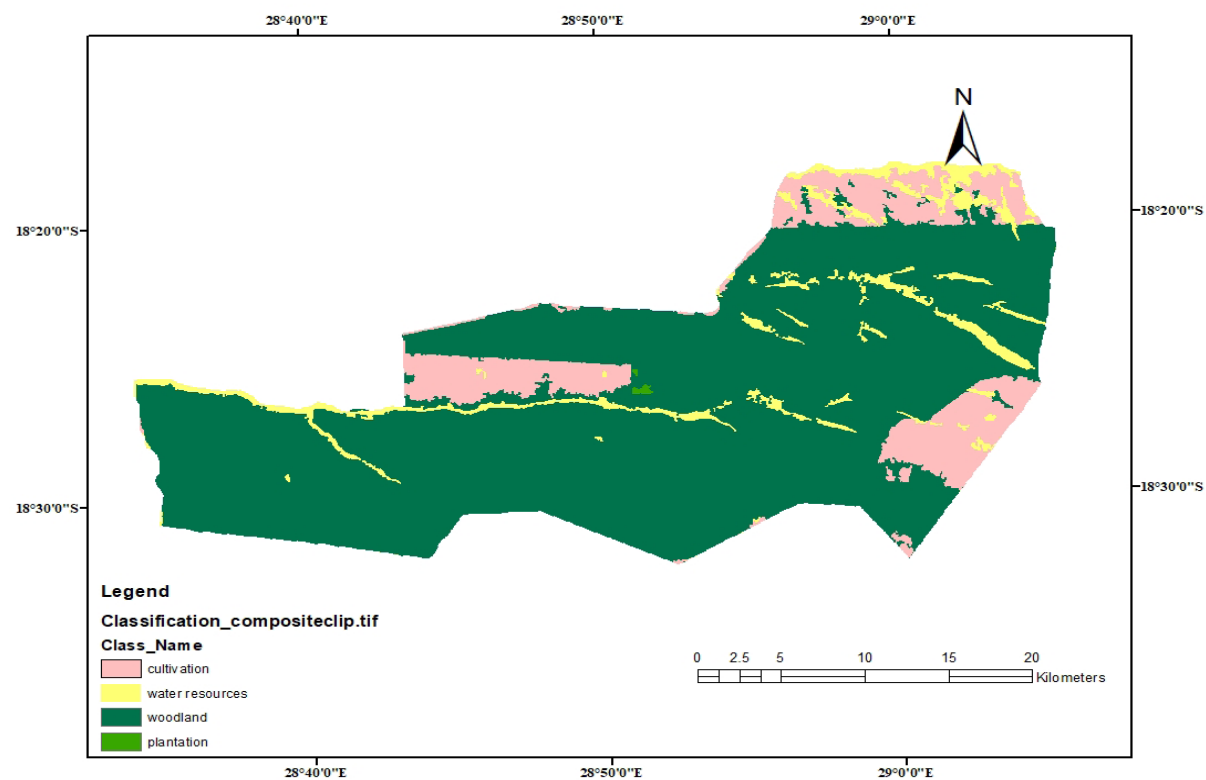 28°40'0"E 28°50'0"E 29°0'0"E
N
18°20'0"S
18°20'0"S
18°30'0"S
18°30'0"S
Legend
Classification_compositeclip.tif
Class_Name
cultivation
water resources
woodland
plantation
0 2.5 5 10 15 20
Kilometers
28°40'0"E 28°50'0"E 29°0'0"E